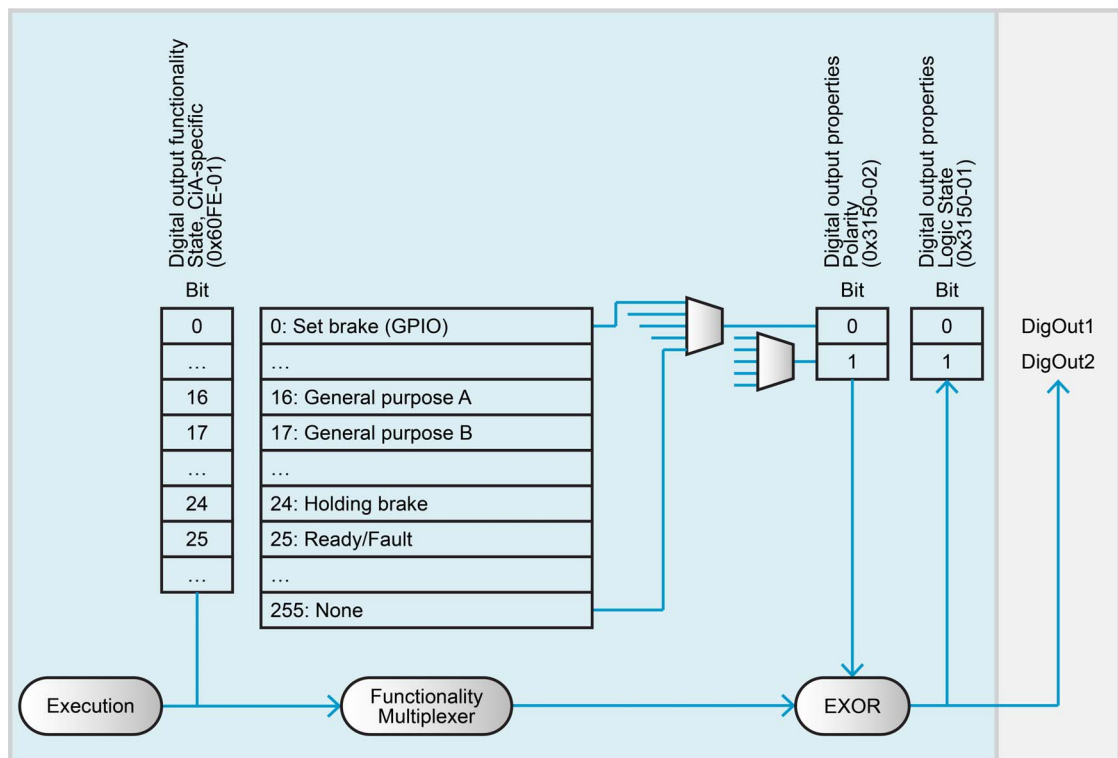 Digital output functionality
State, CiA-specific
(0x60FE-01)
Digital output properties
Polarity
(0x3150-02)
Digital output properties
Logic State
(0x3150-01)
Bit
Bit
Bit
0
0: Set brake (GPIO)
0
0
DigOut1
...
...
1
1
DigOut2
16
16: General purpose A
17
17: General purpose B
...
...
24
24: Holding brake
25
25: Ready/Fault
...
...
255: None
Execution
Functionality
Multiplexer
EXOR